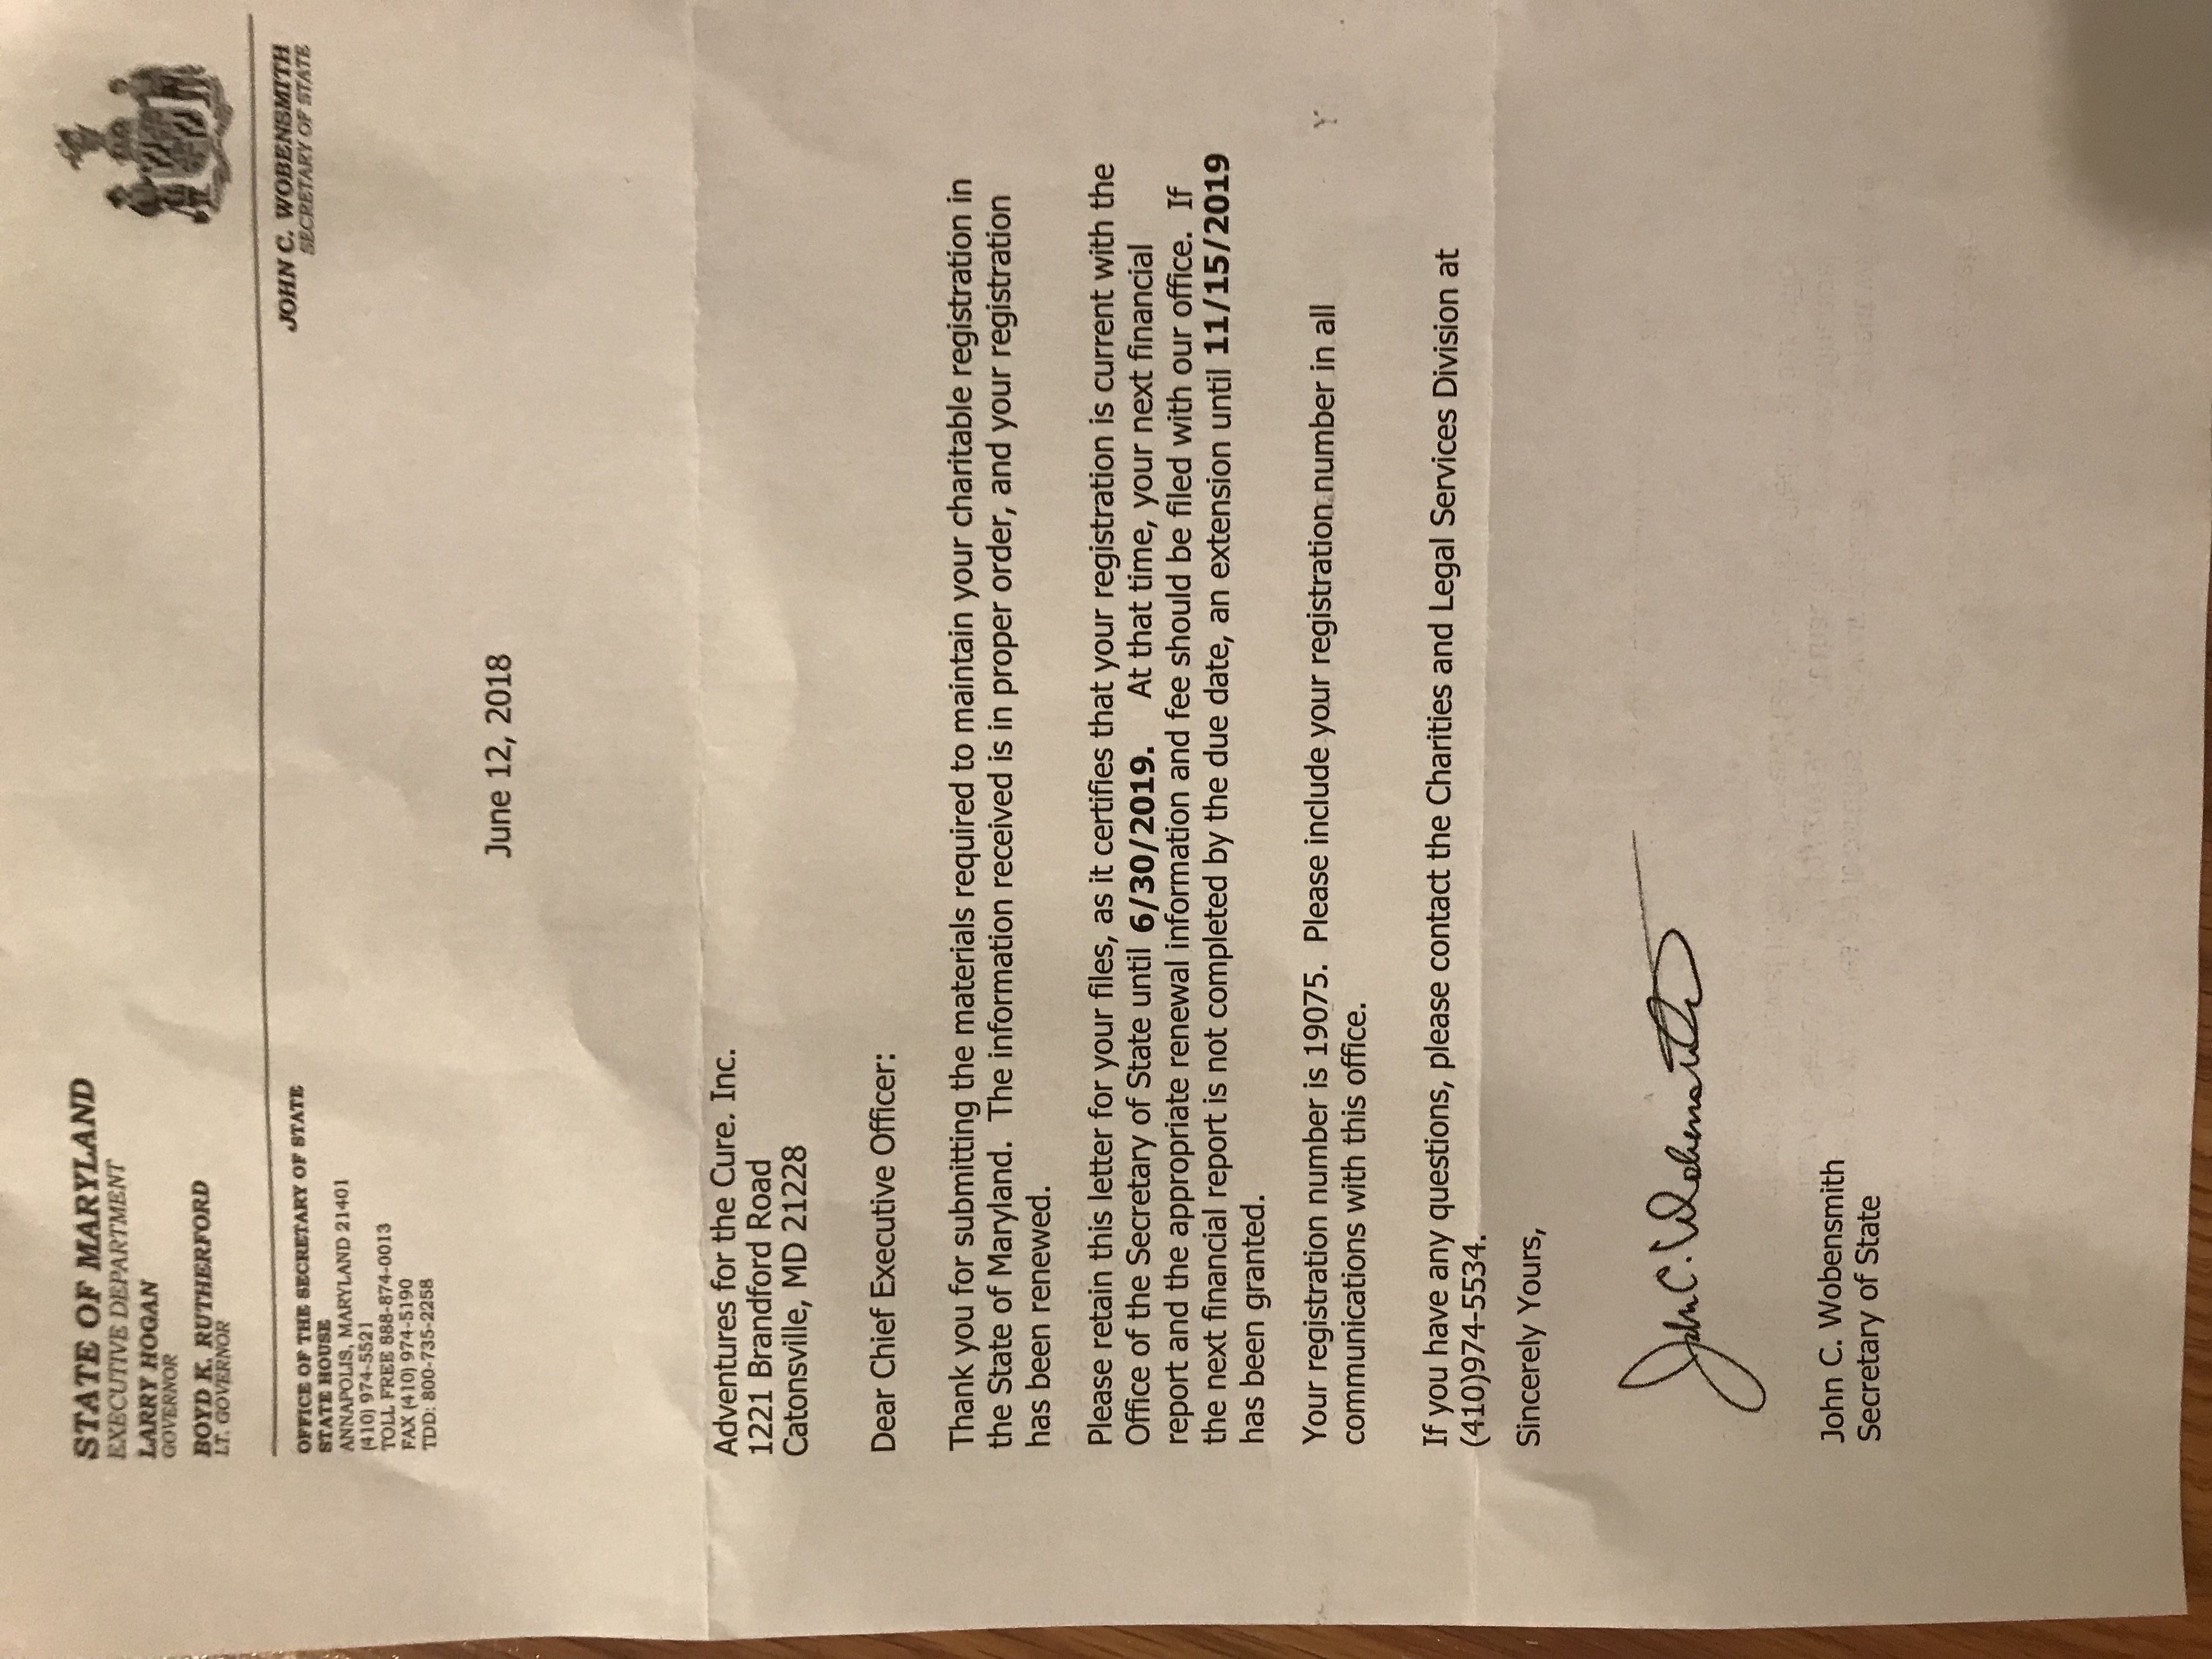 STATE OF MARYLAND
EXECUTIVE DEPARTMENT
LARRY HOGAN
GOVERNOR
BOYD K. RUTHERFORD
LT. GOVERNOR
JOHN C. WOBENSMITH
SECRETARY OF STATE
OFFICE OF THE SECRETARY OF STATE
STATE HOUSE
ANNAPOLIS, MARYLAND 21401
(410) 974-5521
TOLL FREE 888-874-0013
FAX (410) 974-5190
TDD: 800-735-2258
June 12, 2018
Adventures for the Cure. Inc.
1221 Brandford Road
Catonsville, MD 21228
Dear Chief Executive Officer:
Thank you for submitting the materials required to maintain your charitable registration in
the State of Maryland. The information received is in proper order, and your registration
has been renewed.
Please retain this letter for your files, as it certifies that your registration is current with the
Office of the Secretary of State until 6/30/2019. At that time, your next financial
report and the appropriate renewal information and fee should be filed with our office. If
the next financial report is not completed by the due date, an extension until 11/15/2019
has been granted.
Your registration number is 19075. Please include your registration number in all
communications with this office.
If you have any questions, please contact the Charities and Legal Services Division at
(410)974-5534.
Sincerely Yours,
John C. Wobensmith
John C. Wobensmith
Secretary of State